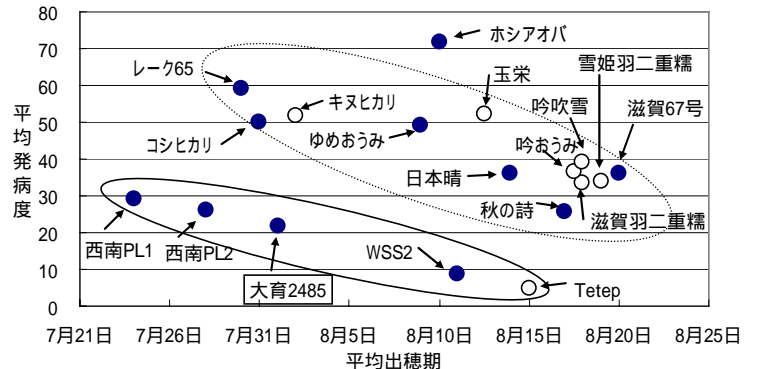 80
70
60
50
40
30
20
10
0
平均発病度
ホシアオバ
レーク65
玉栄
雪姫羽二重糯
キヌヒカリ
吟吹雪
滋賀67号
コシヒカリ
ゆめおうみ
吟おうみ
日本晴
秋の詩
滋賀羽二重糯
西南PL1
西南PL2
WSS2
大育2485
Tetep
7月21日 7月26日 7月31日 8月5日 8月10日 8月15日 8月20日 8月25日
平均出穂期